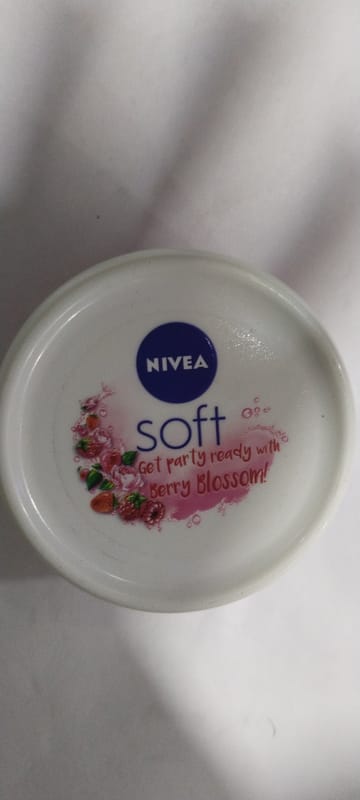 NIVEA
soft
Get party ready with
Berry Blossom!